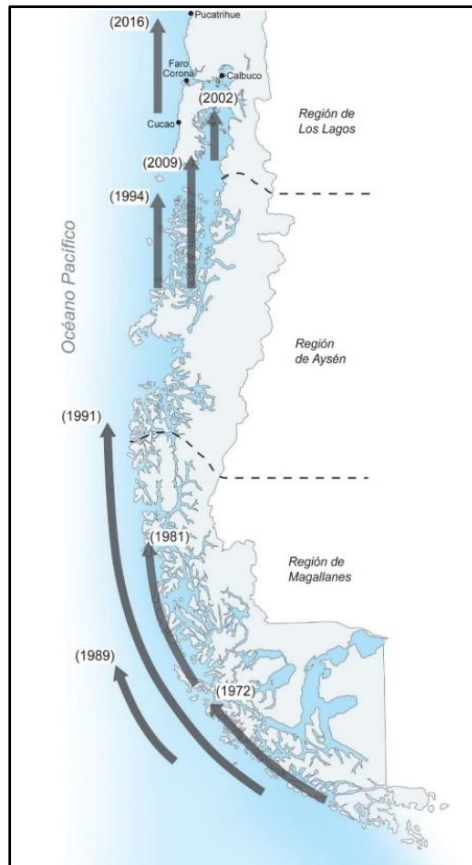 (2016)
Pucatrihue
Faro
Corona
Calbuco
(2002)
Cucao
Región de
Los Lagos
(2009)
(1994)
Océano Pacífico
Región
de Aysén
(1991)
(1981)
Región de
Magallanes
(1989)
(1972)